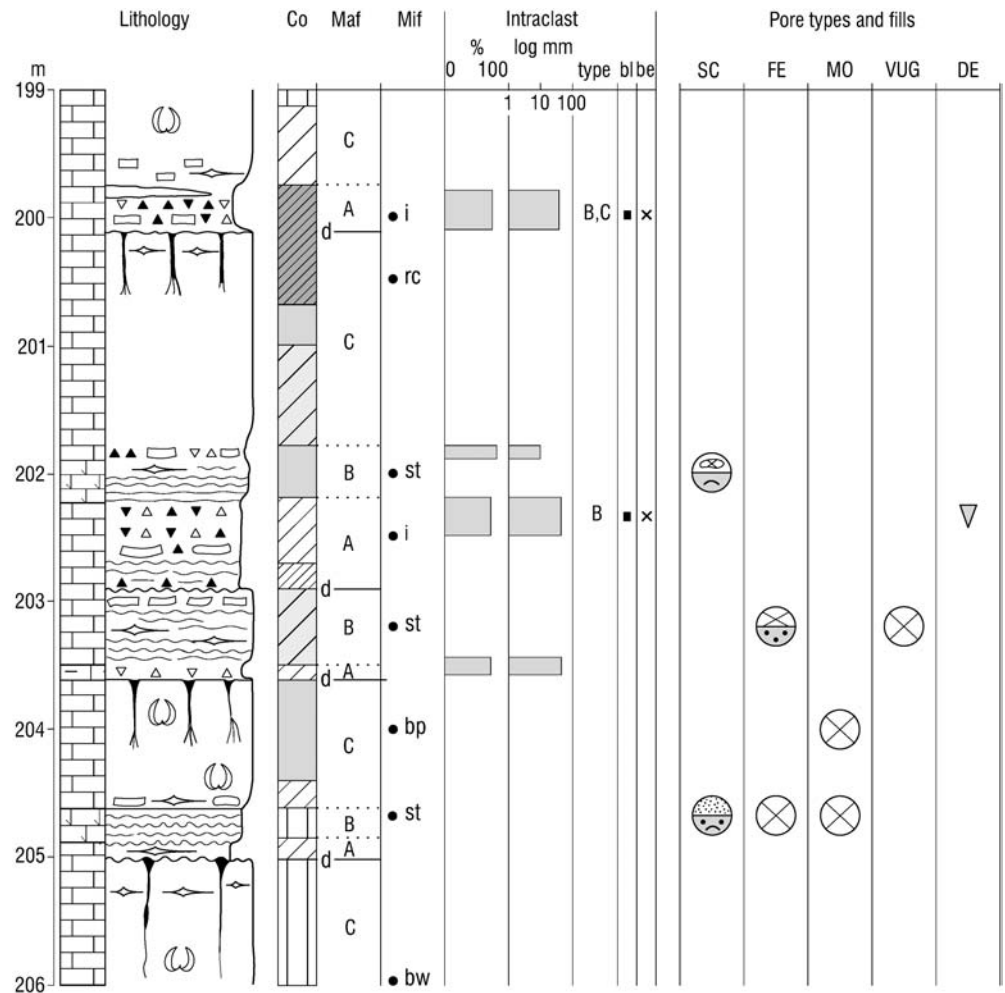 Lithology Co Maf Mif Intraclast Pore types and fills
% log mm
m 0 100 type bl be SC FE MO VUG DE
199 1 10 100
C
A i B,C
200
d
rc
201 C
202 B st
B
A i
d
203
B st
A
d
204 bp
C
B st
A
205 d
C
206 bw